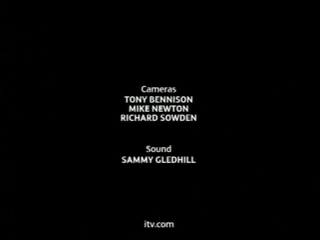 Cameras
TONY BENNISON
MIKE NEWTON
RICHARD SOWDEN
Sound
SAMMY GLEDHILL
itv.com